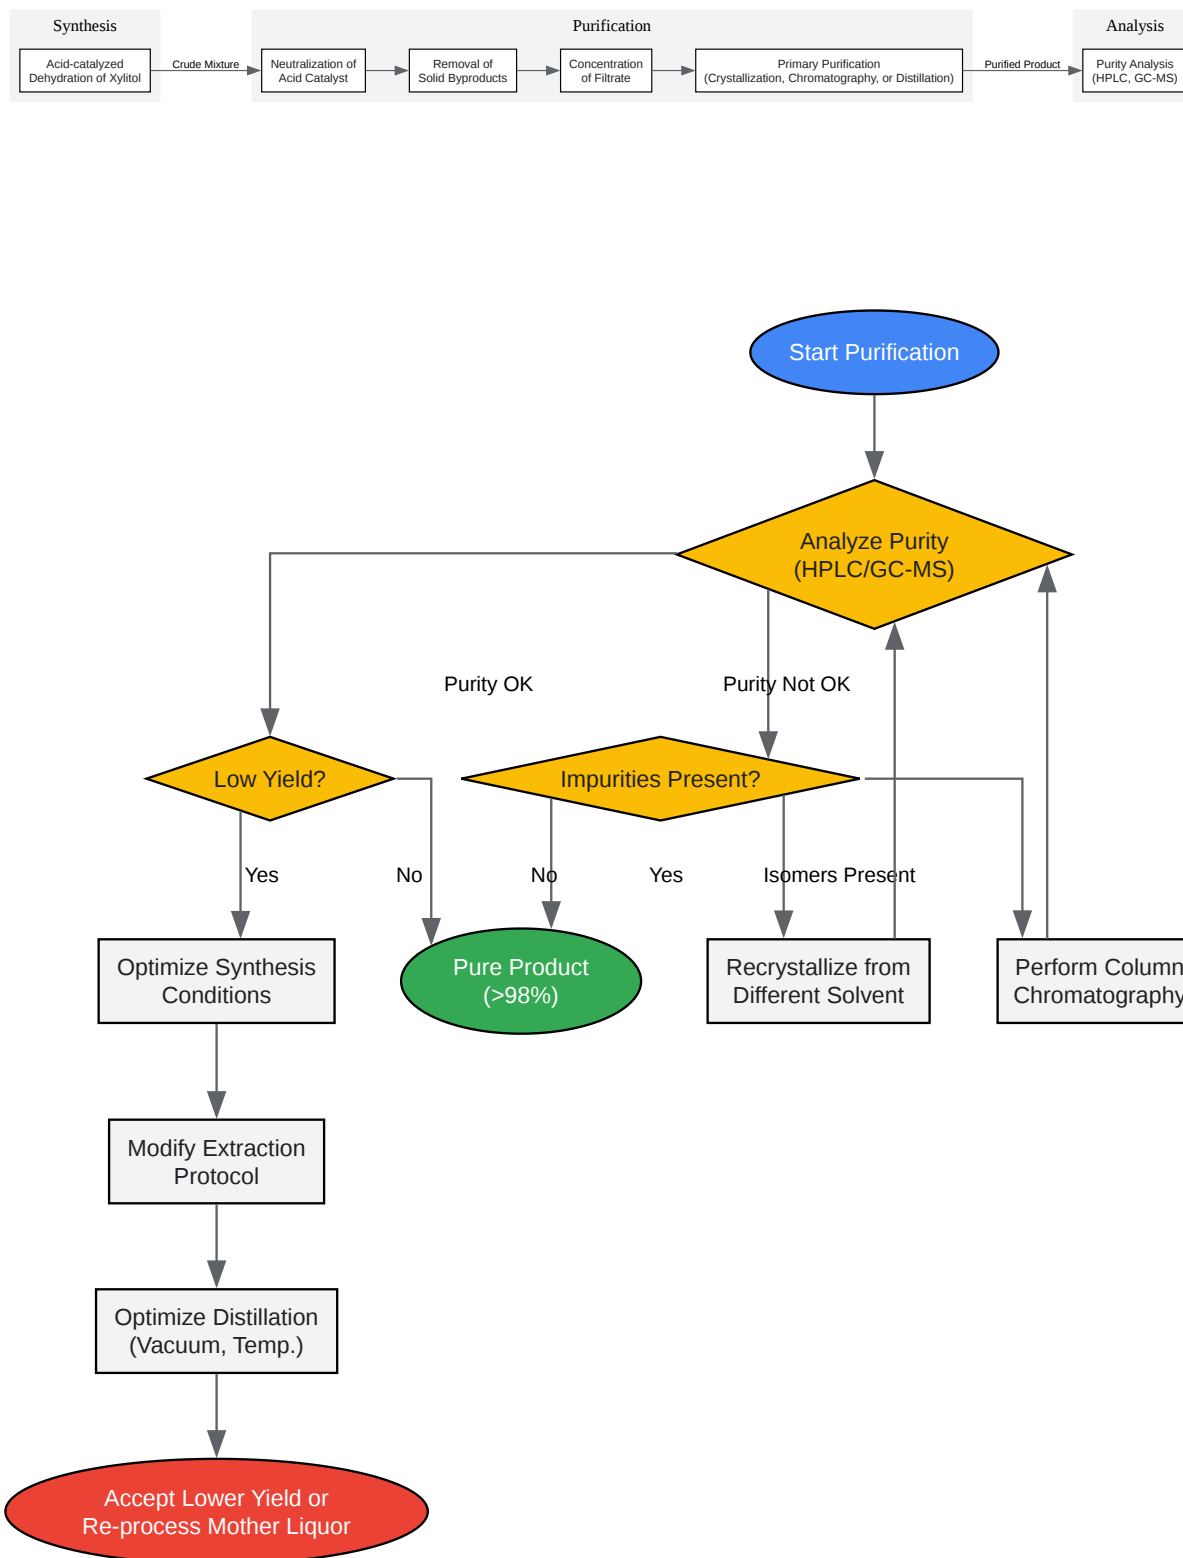 Synthesis
Purification
Analysis
Acid-catalyzed
Dehydration of Xylitol
Crude Mixture
Neutralization of
Acid Catalyst
Removal of
Solid Byproducts
Concentration
of Filtrate
Primary Purification
(Crystallization, Chromatography, or Distillation)
Purified Product
Purity Analysis
(HPLC, GC-MS)
Start Purification
Analyze Purity
(HPLC/GC-MS)
Purity OK
Purity Not OK
Low Yield?
Impurities Present?
Yes
No
No
Yes
Isomers Present
Optimize Synthesis
Conditions
Pure Product
(>98%)
Recrystallize from
Different Solvent
Perform Column
Chromatography
Modify Extraction
Protocol
Optimize Distillation
(Vacuum, Temp.)
Accept Lower Yield or
Re-process Mother Liquor